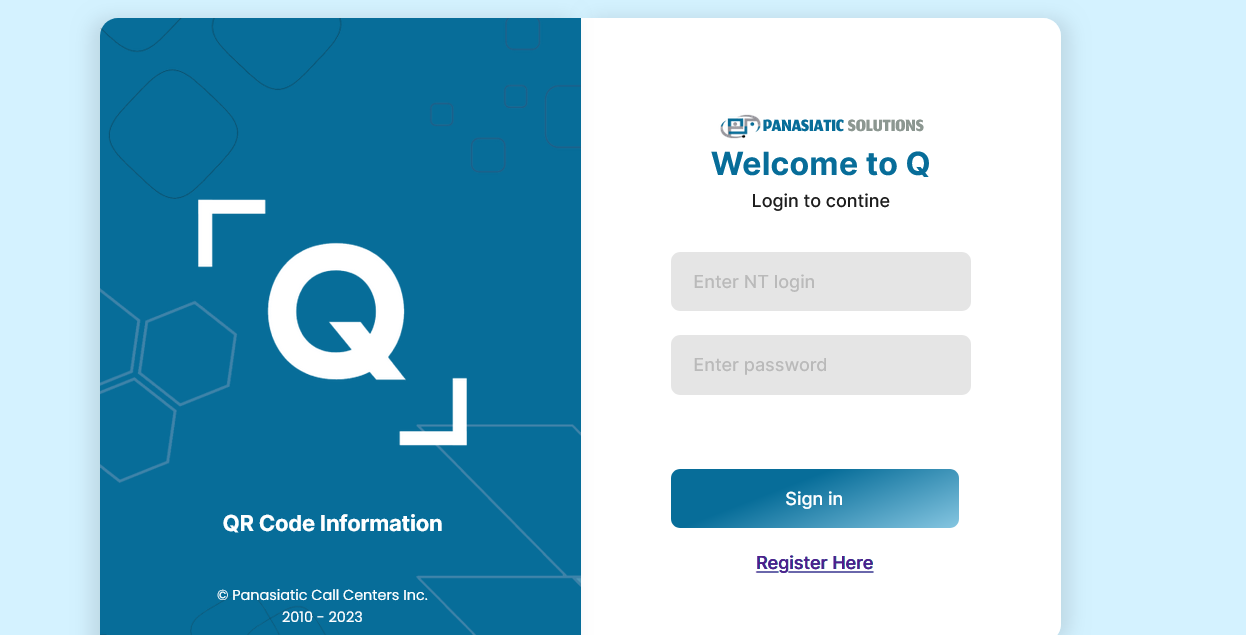 Q
QR Code Information
© Panasiatic Call Centers Inc.
2010 - 2023
PANASIATIC SOLUTIONS
Welcome to Q
Login to contine
Enter NT login
Enter password
Sign in
Register Here